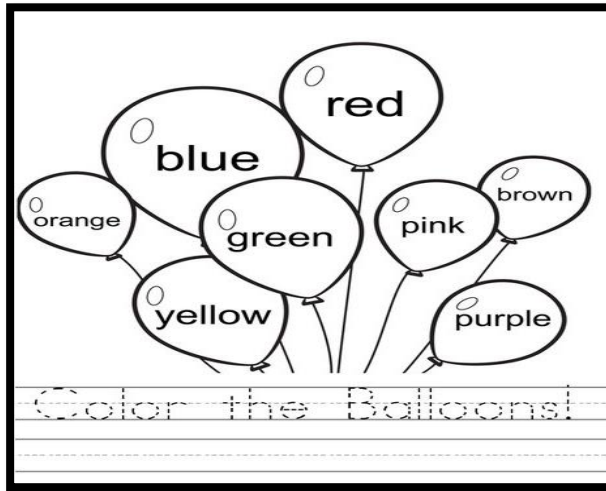 red
blue
brown
orange
green
pink
yellow
purple
Color the Balloons!